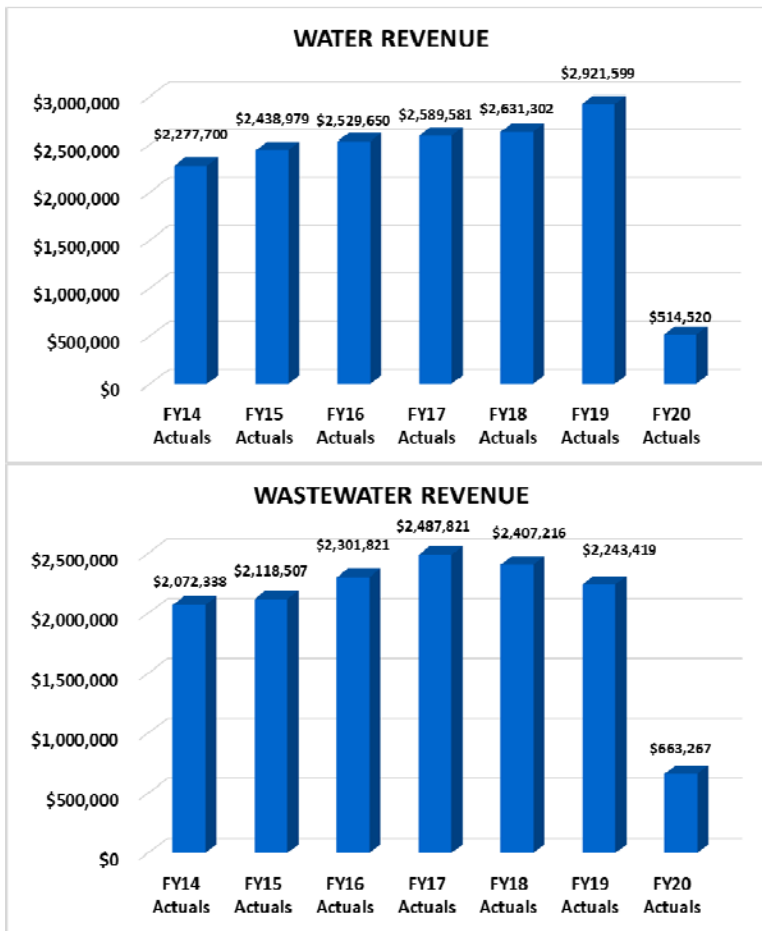 WATER REVENUE
$2,921,599
$2,277,700 $2,438,979 $2,529,650 $2,589,581 $2,631,302
$514,520
$3,000,000
$2,500,000
$2,000,000
$1,500,000
$1,000,000
$500,000
$0
FY14 FY15 FY16 FY17 FY18 FY19 FY20
Actuals Actuals Actuals Actuals Actuals Actuals Actuals
WASTEWATER REVENUE
$2,072,338 $2,118,507 $2,301,821 $2,487,821 $2,407,216 $2,243,419
$663,267
$2,500,000
$2,000,000
$1,500,000
$1,000,000
$500,000
$0
FY14 FY15 FY16 FY17 FY18 FY19 FY20
Actuals Actuals Actuals Actuals Actuals Actuals Actuals